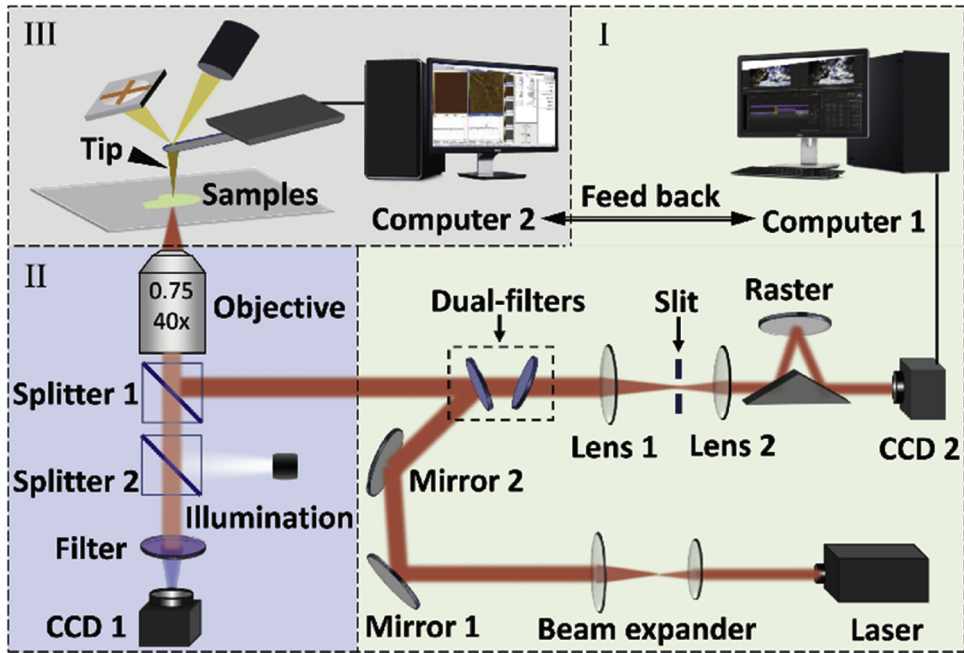 III
I
Tip
Samples
Computer 2
Feed back
Computer 1
II
0.75
40x
Objective
Dual-filters
Slit
Raster
Splitter 1
Lens 1
Lens 2
CCD 2
Splitter 2
Mirror 2
Illumination
Filter
CCD 1
Mirror 1
Beam expander
Laser